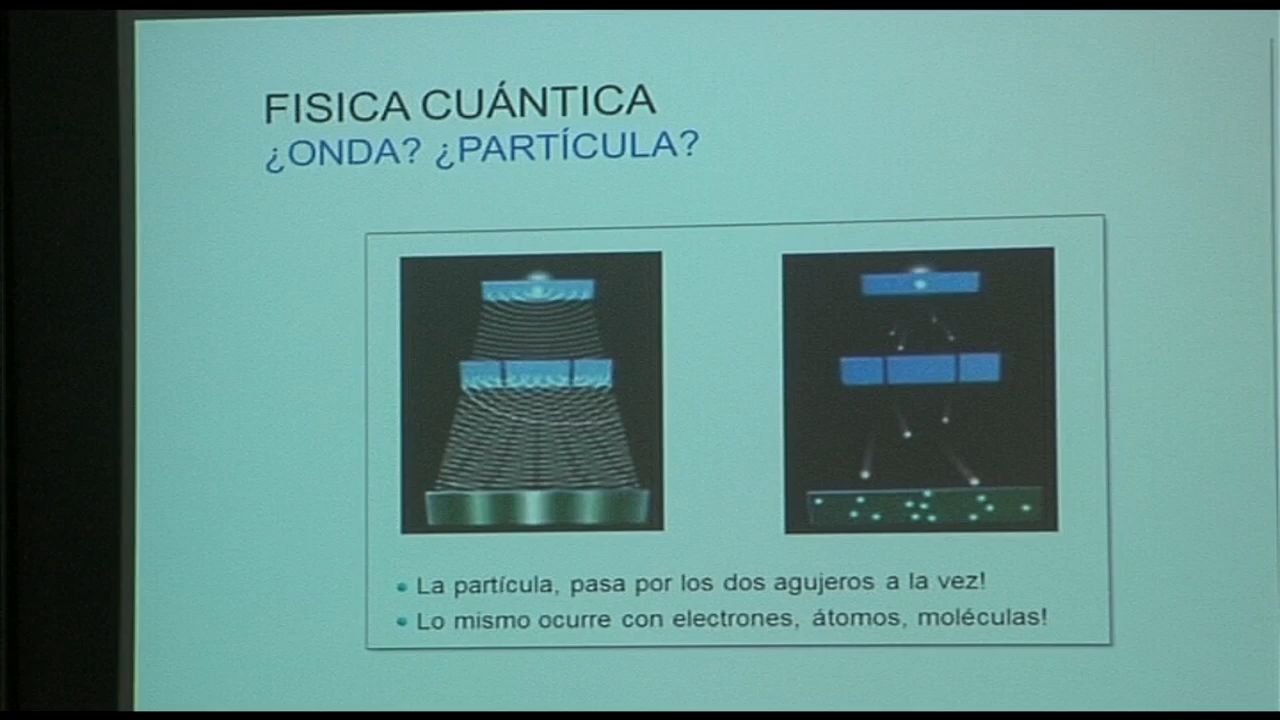 FISICA CUÁNTICA
¿ONDA? ¿PARTÍCULA?
• La partícula, pasa por los dos agujeros a la vez!
• Lo mismo ocurre con electrones, átomos, moléculas!